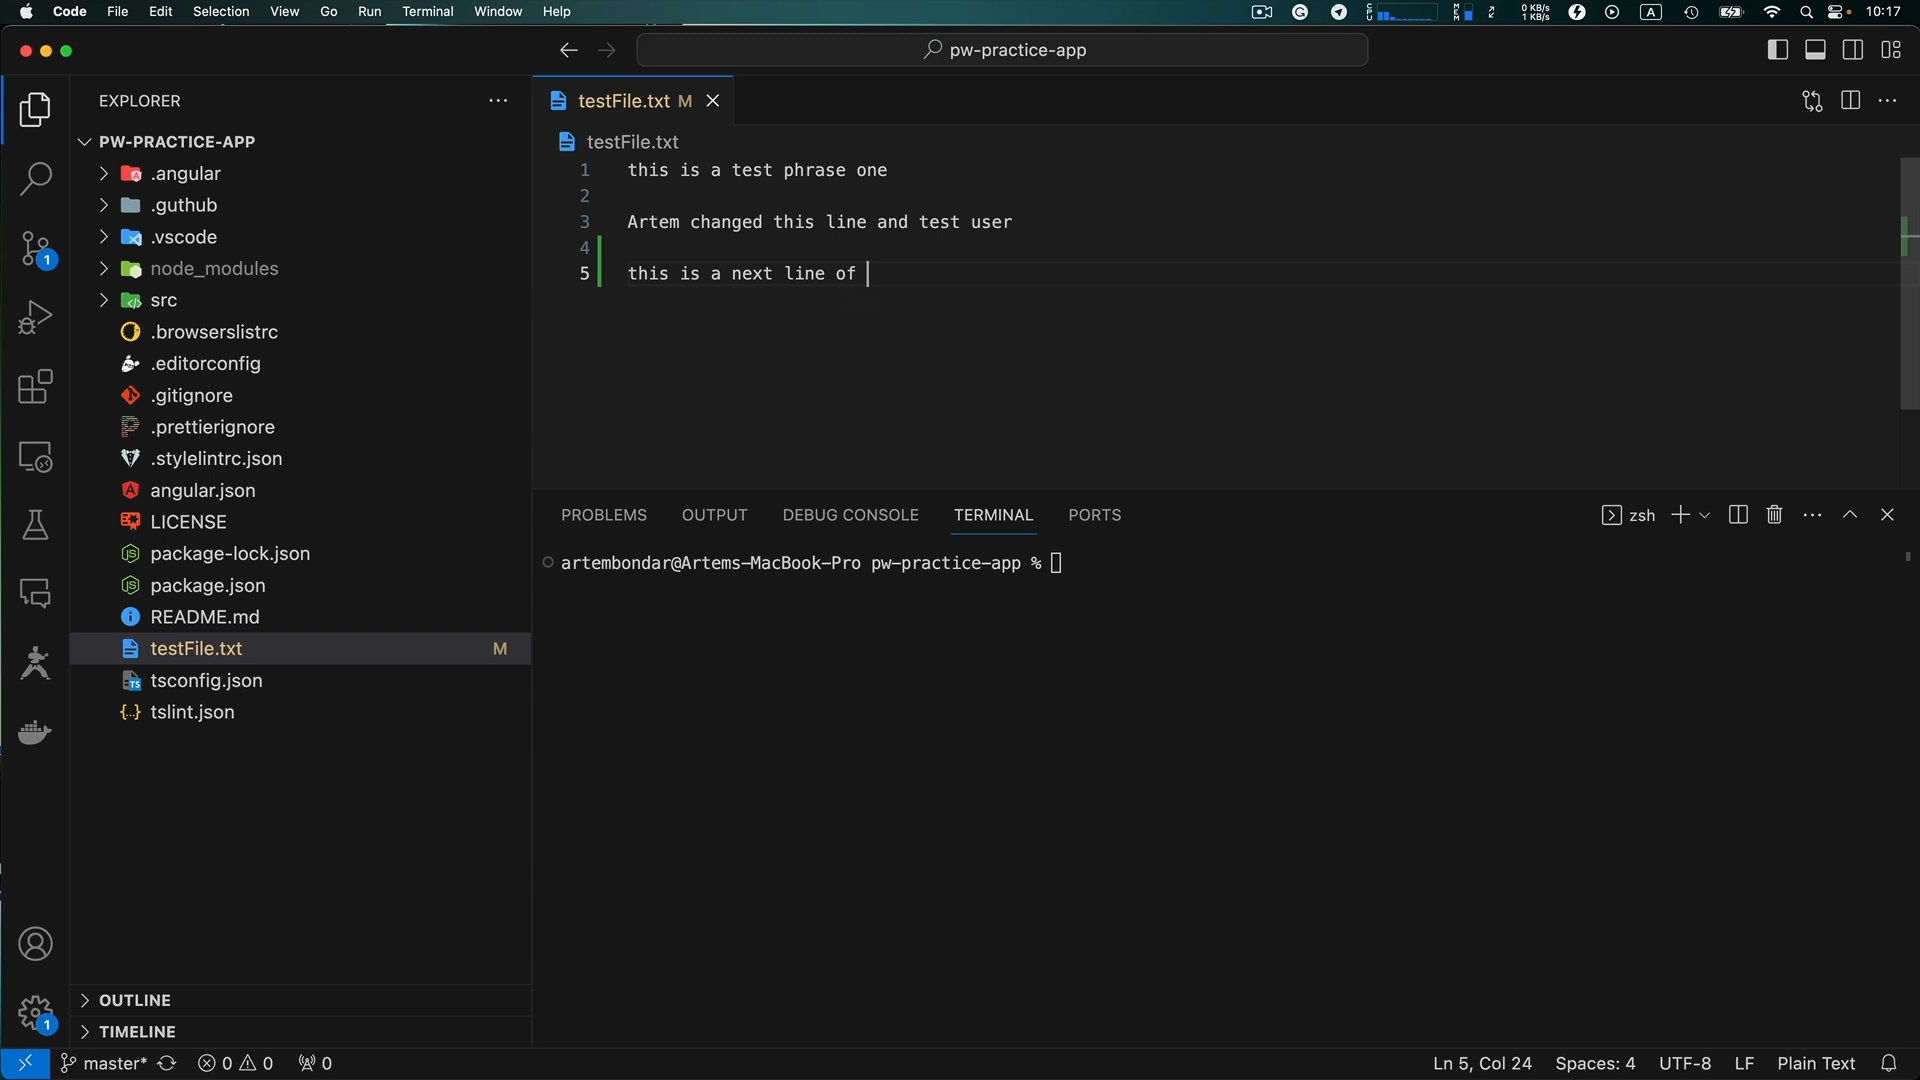 Code File Edit Selection View Go Run Terminal Window Help
CPU MEM 0 KB/s 1 KB/s A 10:17
pw-practice-app
EXPLORER
PW-PRACTICE-APP
.angular
.guthub
.vscode
node_modules
src
.browserslistrc
.editorconfig
.gitignore
.prettierignore
.stylelintrc.json
angular.json
LICENSE
package-lock.json
package.json
README.md
testFile.txt M
tsconfig.json
tslint.json
OUTLINE
TIMELINE
1
1
testFile.txt M
testFile.txt
1 this is a test phrase one
2
3 Artem changed this line and test user
4
5 this is a next line of
PROBLEMS OUTPUT DEBUG CONSOLE TERMINAL PORTS zsh
artembondar@Artems-MacBook-Pro pw-practice-app %
master* 0 0 0 Ln 5, Col 24 Spaces: 4 UTF-8 LF Plain Text